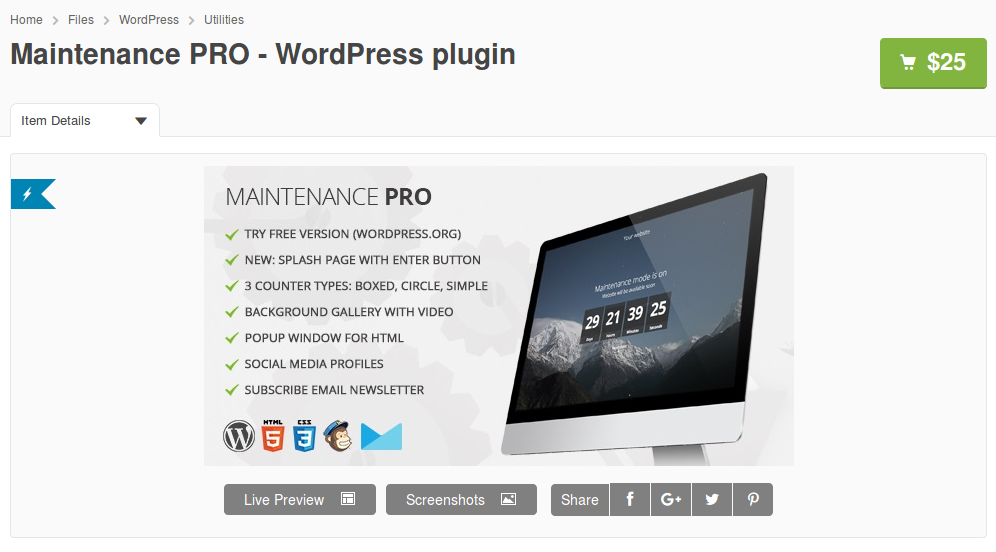 Home > Files > WordPress > Utilities
Maintenance PRO - WordPress plugin
$25
Item Details
MAINTENANCE PRO
TRY FREE VERSION (WORDPRESS.ORG)
NEW: SPLASH PAGE WITH ENTER BUTTON
3 COUNTER TYPES: BOXED, CIRCLE, SIMPLE
BACKGROUND GALLERY WITH VIDEO
POPUP WINDOW FOR HTML
SOCIAL MEDIA PROFILES
SUBSCRIBE EMAIL NEWSLETTER
Your website
Maintenance mode is on
Website will be available soon
29 21 39 25
Days Hours Minutes Seconds
HTML CSS
5 3
Live Preview Screenshots Share f G+